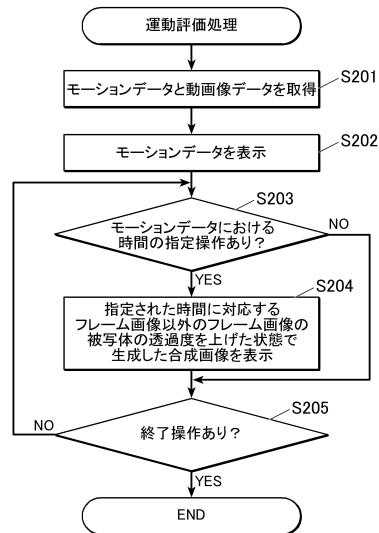 運動評価処理
S201
モーションデータと動画像データを取得
S202
モーションデータを表示
S203
モーションデータにおける
時間の指定操作あり？
NO
YES
S204
指定された時間に対応する
フレーム画像以外のフレーム画像の
被写体の透過度を上げた状態で
生成した合成画像を表示
S205
終了操作あり？
NO
YES
END